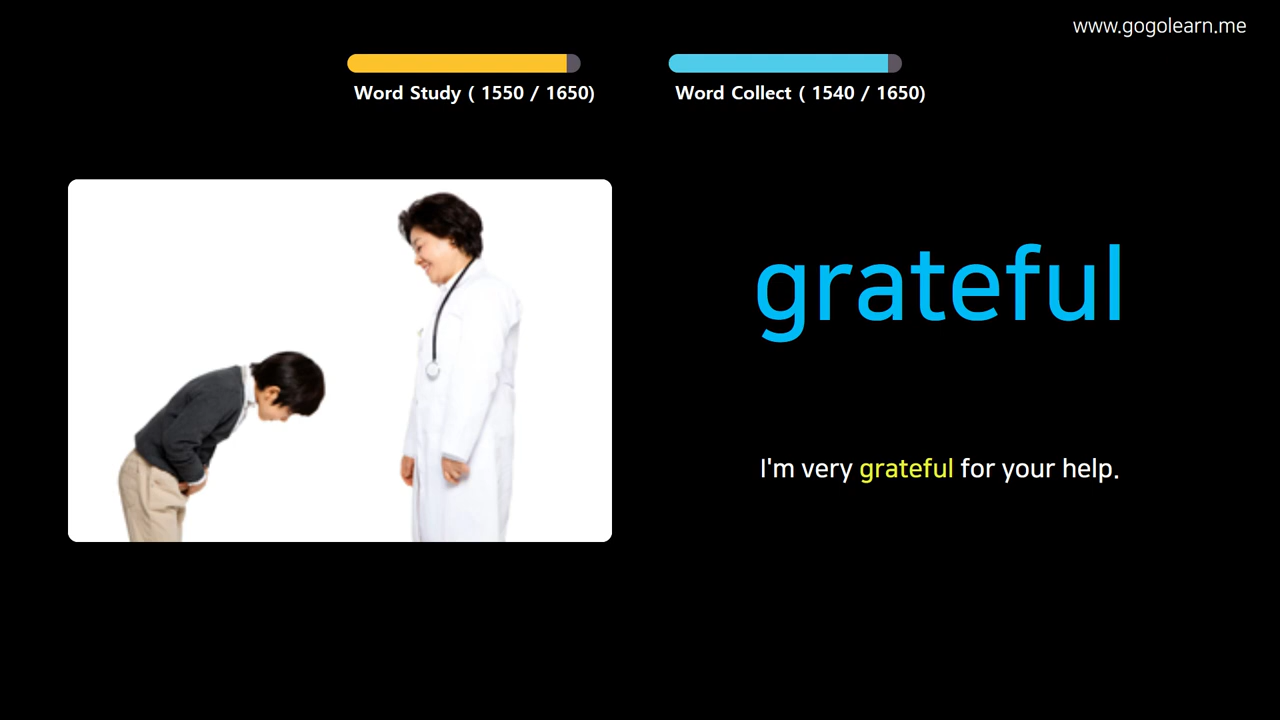 www.gogolearn.me
Word Study ( 1550 / 1650)
Word Collect ( 1540 / 1650)
grateful
I'm very grateful for your help.